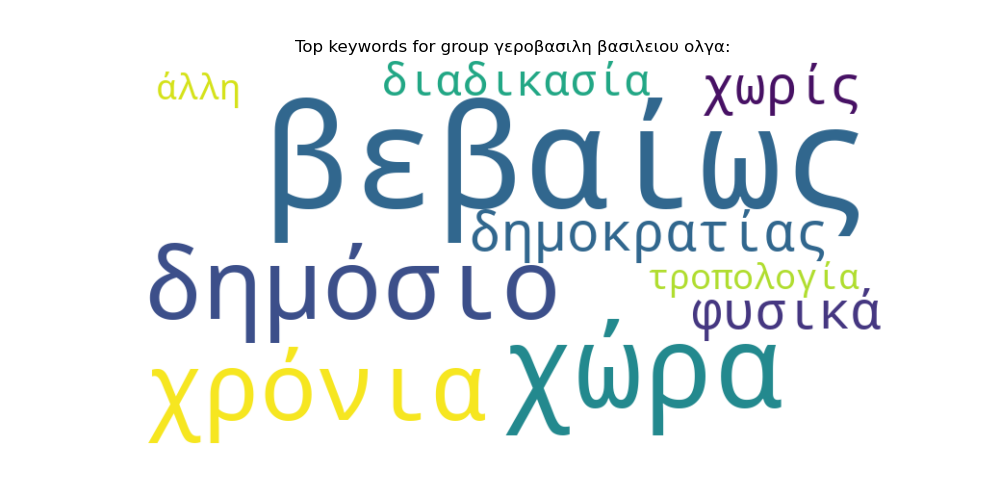 Top keywords for group γεροβασιλη βασιλειου ολγα:
άλλη
διαδικασία
χωρίς
βεβαίως
δημοκρατίας
δημόσιο
τροπολογία
φυσικά
χρόνια
χώρα